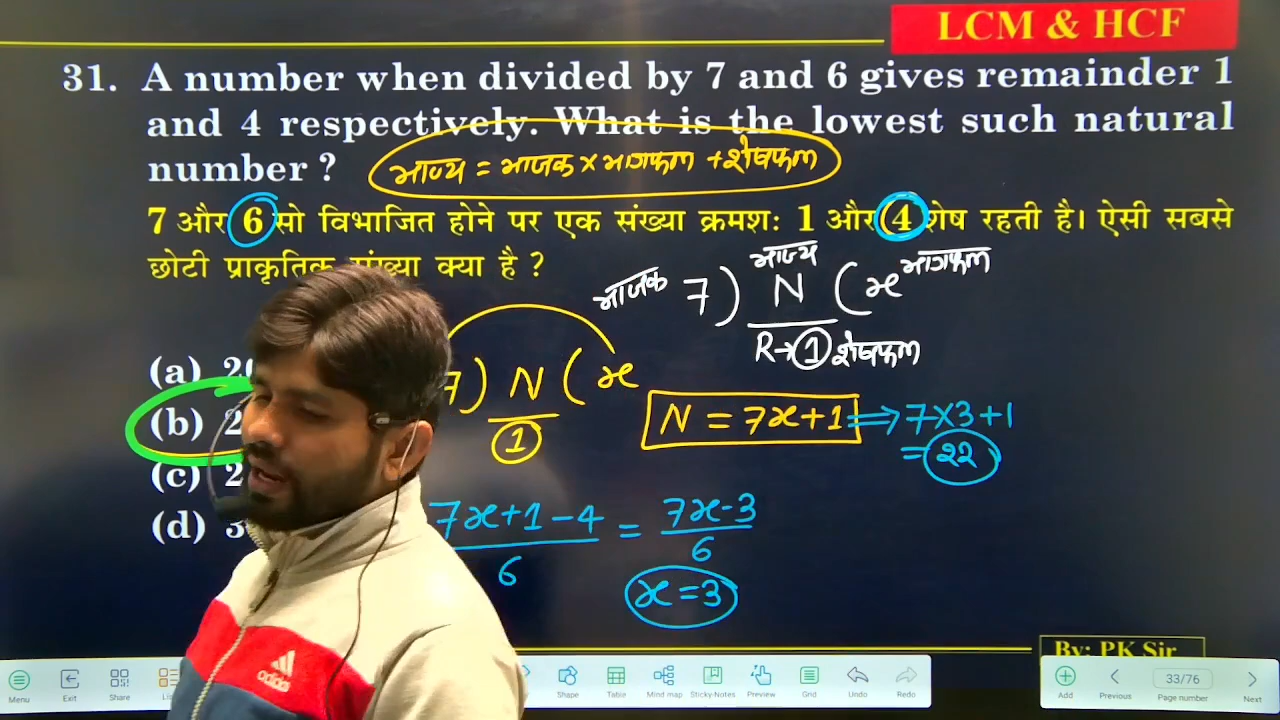 LCM & HCF
31. A number when divided by 7 and 6 gives remainder 1
and 4 respectively. What is the lowest such natural
number ?
भाज्य = भाजक × भागफल + शेषफल
7 और 6 सो विभाजित होने पर एक संख्या क्रमशः 1 और 4 शेष रहती है। ऐसी सबसे
छोटी प्राकृतिक संख्या क्या है ?
भाज्य
भाजक 7) N (x भागफल
R→1 शेषफल
(a)
7) N (x
1
(b)
N = 7x+1 ⇒ 7×3+1
= 22
(c)
(d)
7x+1-4 = 7x-3
6 6
x = 3
By: PK Sir
adidas
Menu Exit Share Shape Table Mind map Sticky Notes Preview Grid Undo Redo
Add Previous 33/76 Page number Next